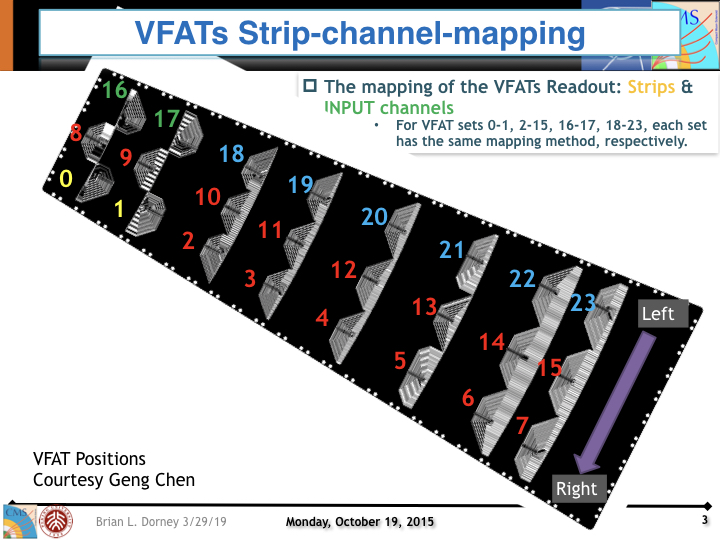 VFATs Strip-channel-mapping
The mapping of the VFATs Readout: Strips &
INPUT channels
• For VFAT sets 0-1, 2-15, 16-17, 18-23, each set
has the same mapping method, respectively.
16
17
8
9
18
0
1
19
10
20
2
11
21
3
12
22
4
13
23
Left
14
5
15
6
7
VFAT Positions
Courtesy Geng Chen
Right
CMS
Brian L. Dorney 3/29/19
Monday, October 19, 2015
3